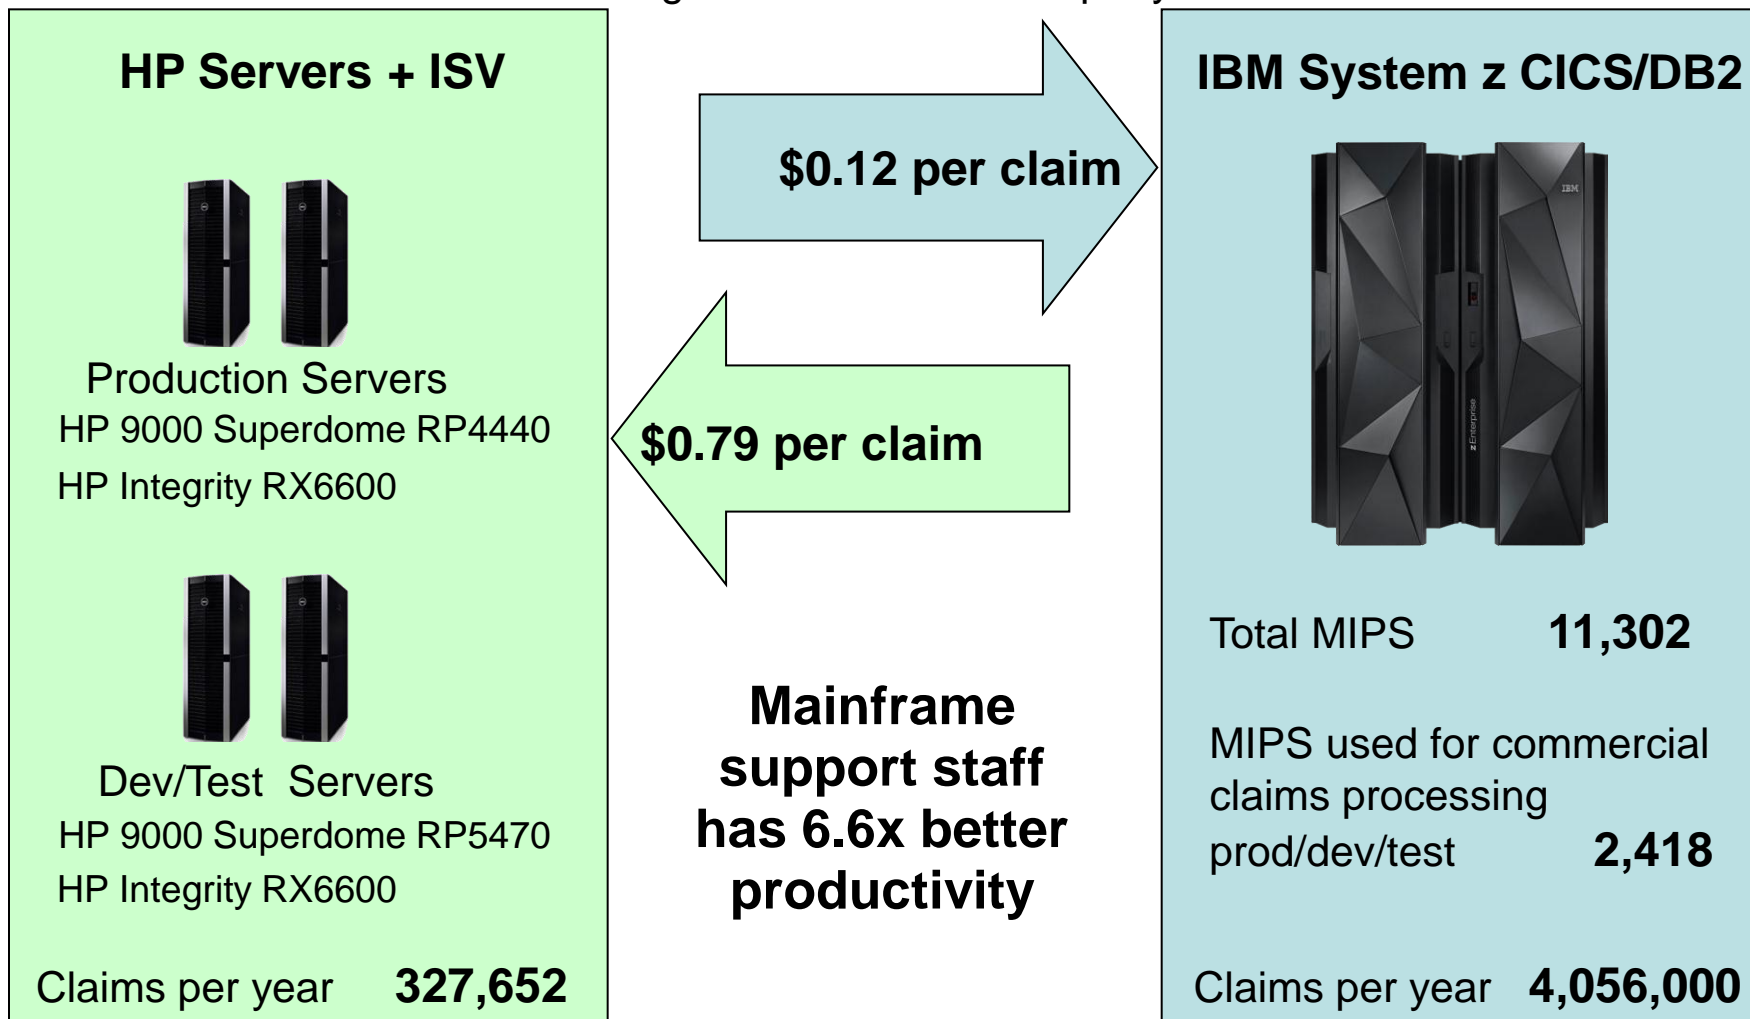 HP Servers + ISV
Production Servers
HP 9000 Superdome RP4440
HP Integrity RX6600
Dev/Test Servers
HP 9000 Superdome RP5470
HP Integrity RX6600
Claims per year 327,652
$0.12 per claim
$0.79 per claim
Mainframe
support staff
has 6.6x better
productivity
IBM System z CICS/DB2
IBM
zEnterprise
Total MIPS 11,302
MIPS used for commercial
claims processing
prod/dev/test 2,418
Claims per year 4,056,000